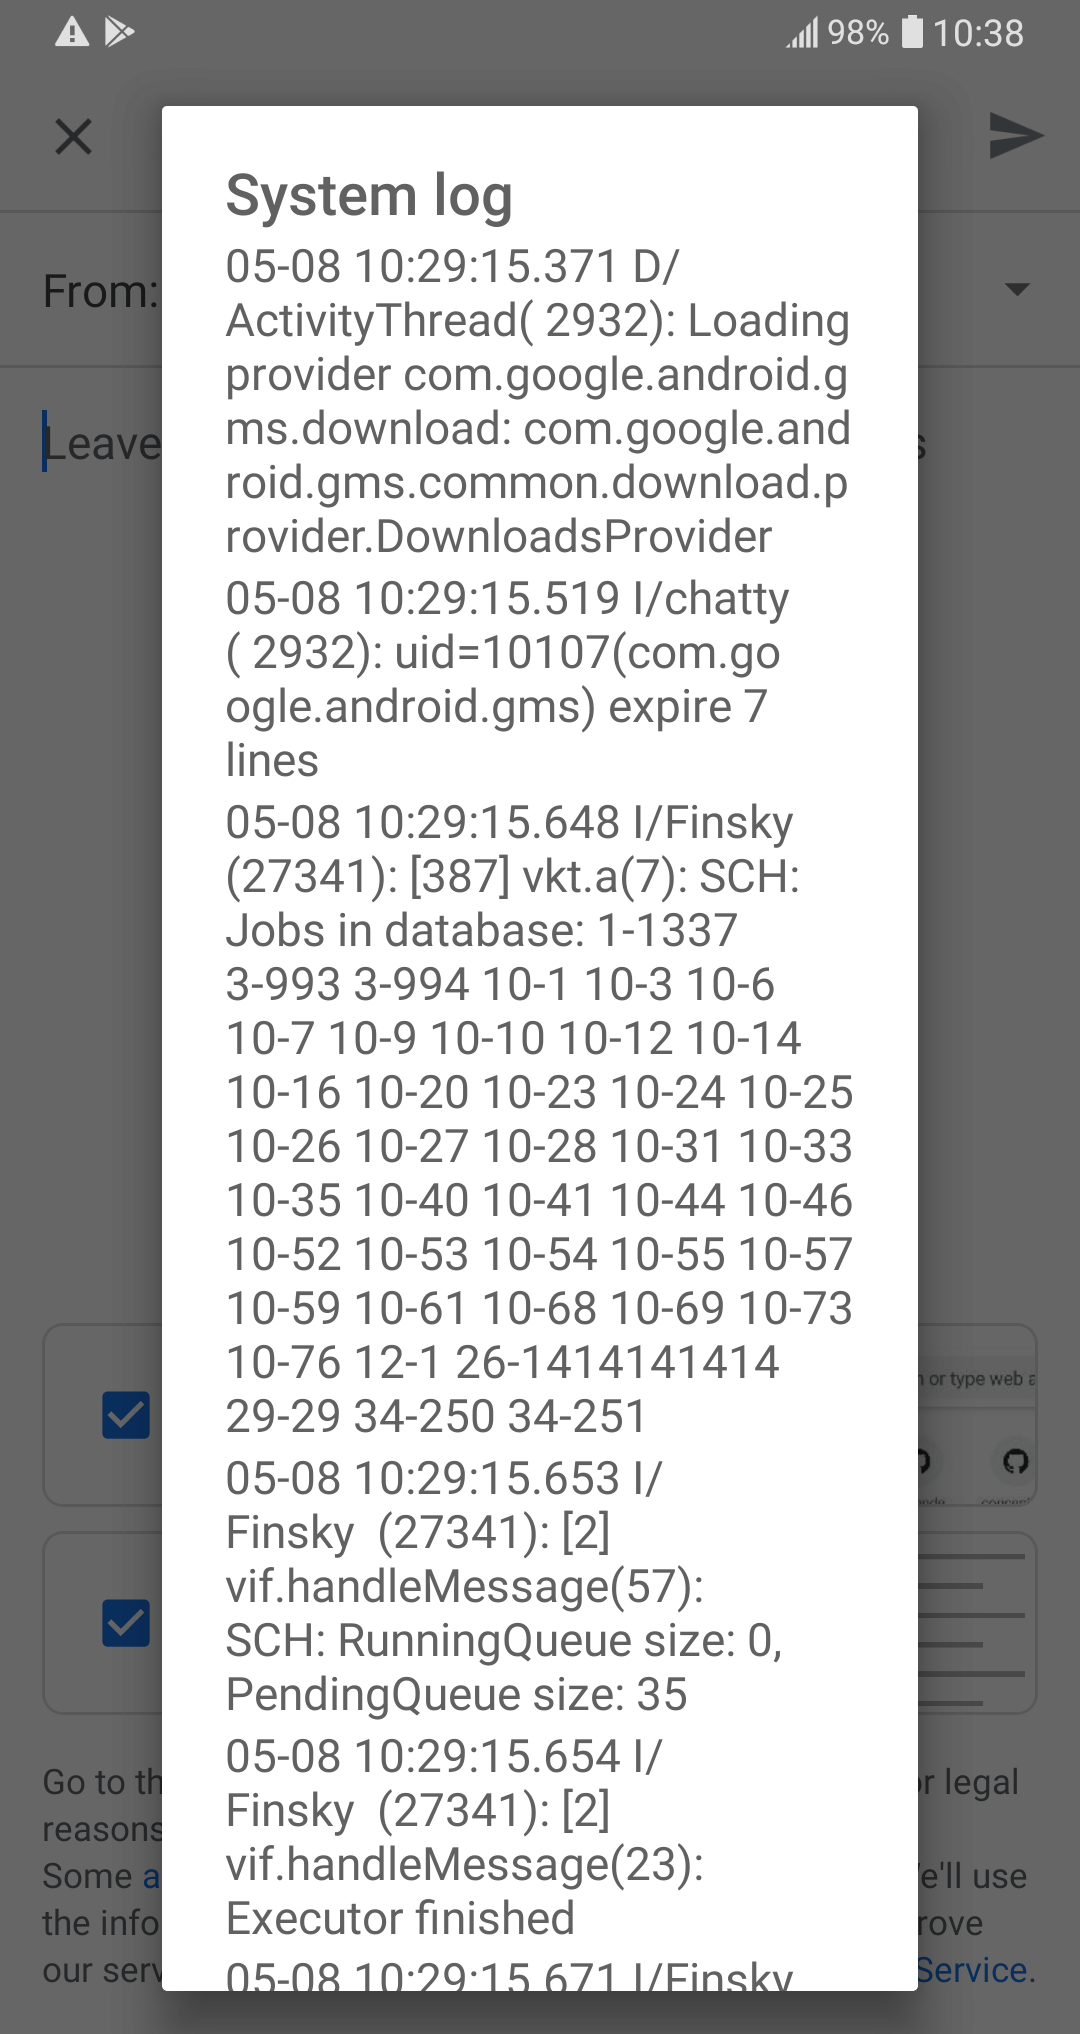 98% 10:38
System log
05-08 10:29:15.371 D/
ActivityThread( 2932): Loading
provider com.google.android.g
ms.download: com.google.and
roid.gms.common.download.p
rovider.DownloadsProvider
05-08 10:29:15.519 I/chatty
( 2932): uid=10107(com.go
ogle.android.gms) expire 7
lines
05-08 10:29:15.648 I/Finsky
(27341): [387] vkt.a(7): SCH:
Jobs in database: 1-1337
3-993 3-994 10-1 10-3 10-6
10-7 10-9 10-10 10-12 10-14
10-16 10-20 10-23 10-24 10-25
10-26 10-27 10-28 10-31 10-33
10-35 10-40 10-41 10-44 10-46
10-52 10-53 10-54 10-55 10-57
10-59 10-61 10-68 10-69 10-73
10-76 12-1 26-1414141414
29-29 34-250 34-251
05-08 10:29:15.653 I/
Finsky  (27341): [2]
vif.handleMessage(57):
SCH: RunningQueue size: 0,
PendingQueue size: 35
05-08 10:29:15.654 I/
Finsky  (27341): [2]
vif.handleMessage(23):
Executor finished
05-08 10:29:15.671 I/Finsky
From:
Leave
or type web a
Go to th
or legal
reasons
Some a
We'll use
the info
our serv
Service.